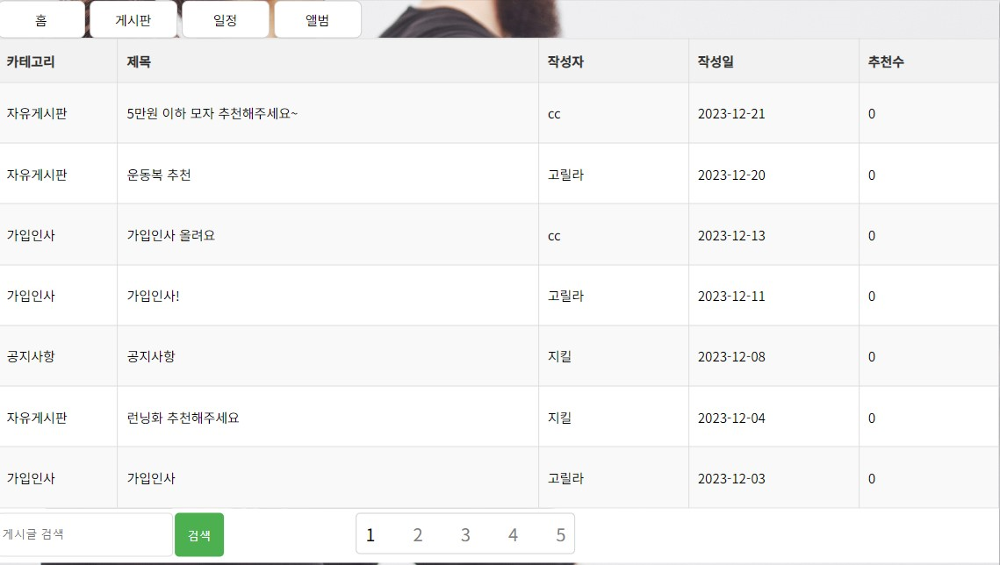 홈 게시판 일정 앨범
카테고리 제목 작성자 작성일 추천수
자유게시판 5만원 이하 모자 추천해주세요~ cc 2023-12-21 0
자유게시판 운동복 추천 고릴라 2023-12-20 0
가입인사 가입인사 올려요 cc 2023-12-13 0
가입인사 가입인사! 고릴라 2023-12-11 0
공지사항 공지사항 지킬 2023-12-08 0
자유게시판 런닝화 추천해주세요 지킬 2023-12-04 0
가입인사 가입인사 고릴라 2023-12-03 0
게시글 검색 검색 1 2 3 4 5